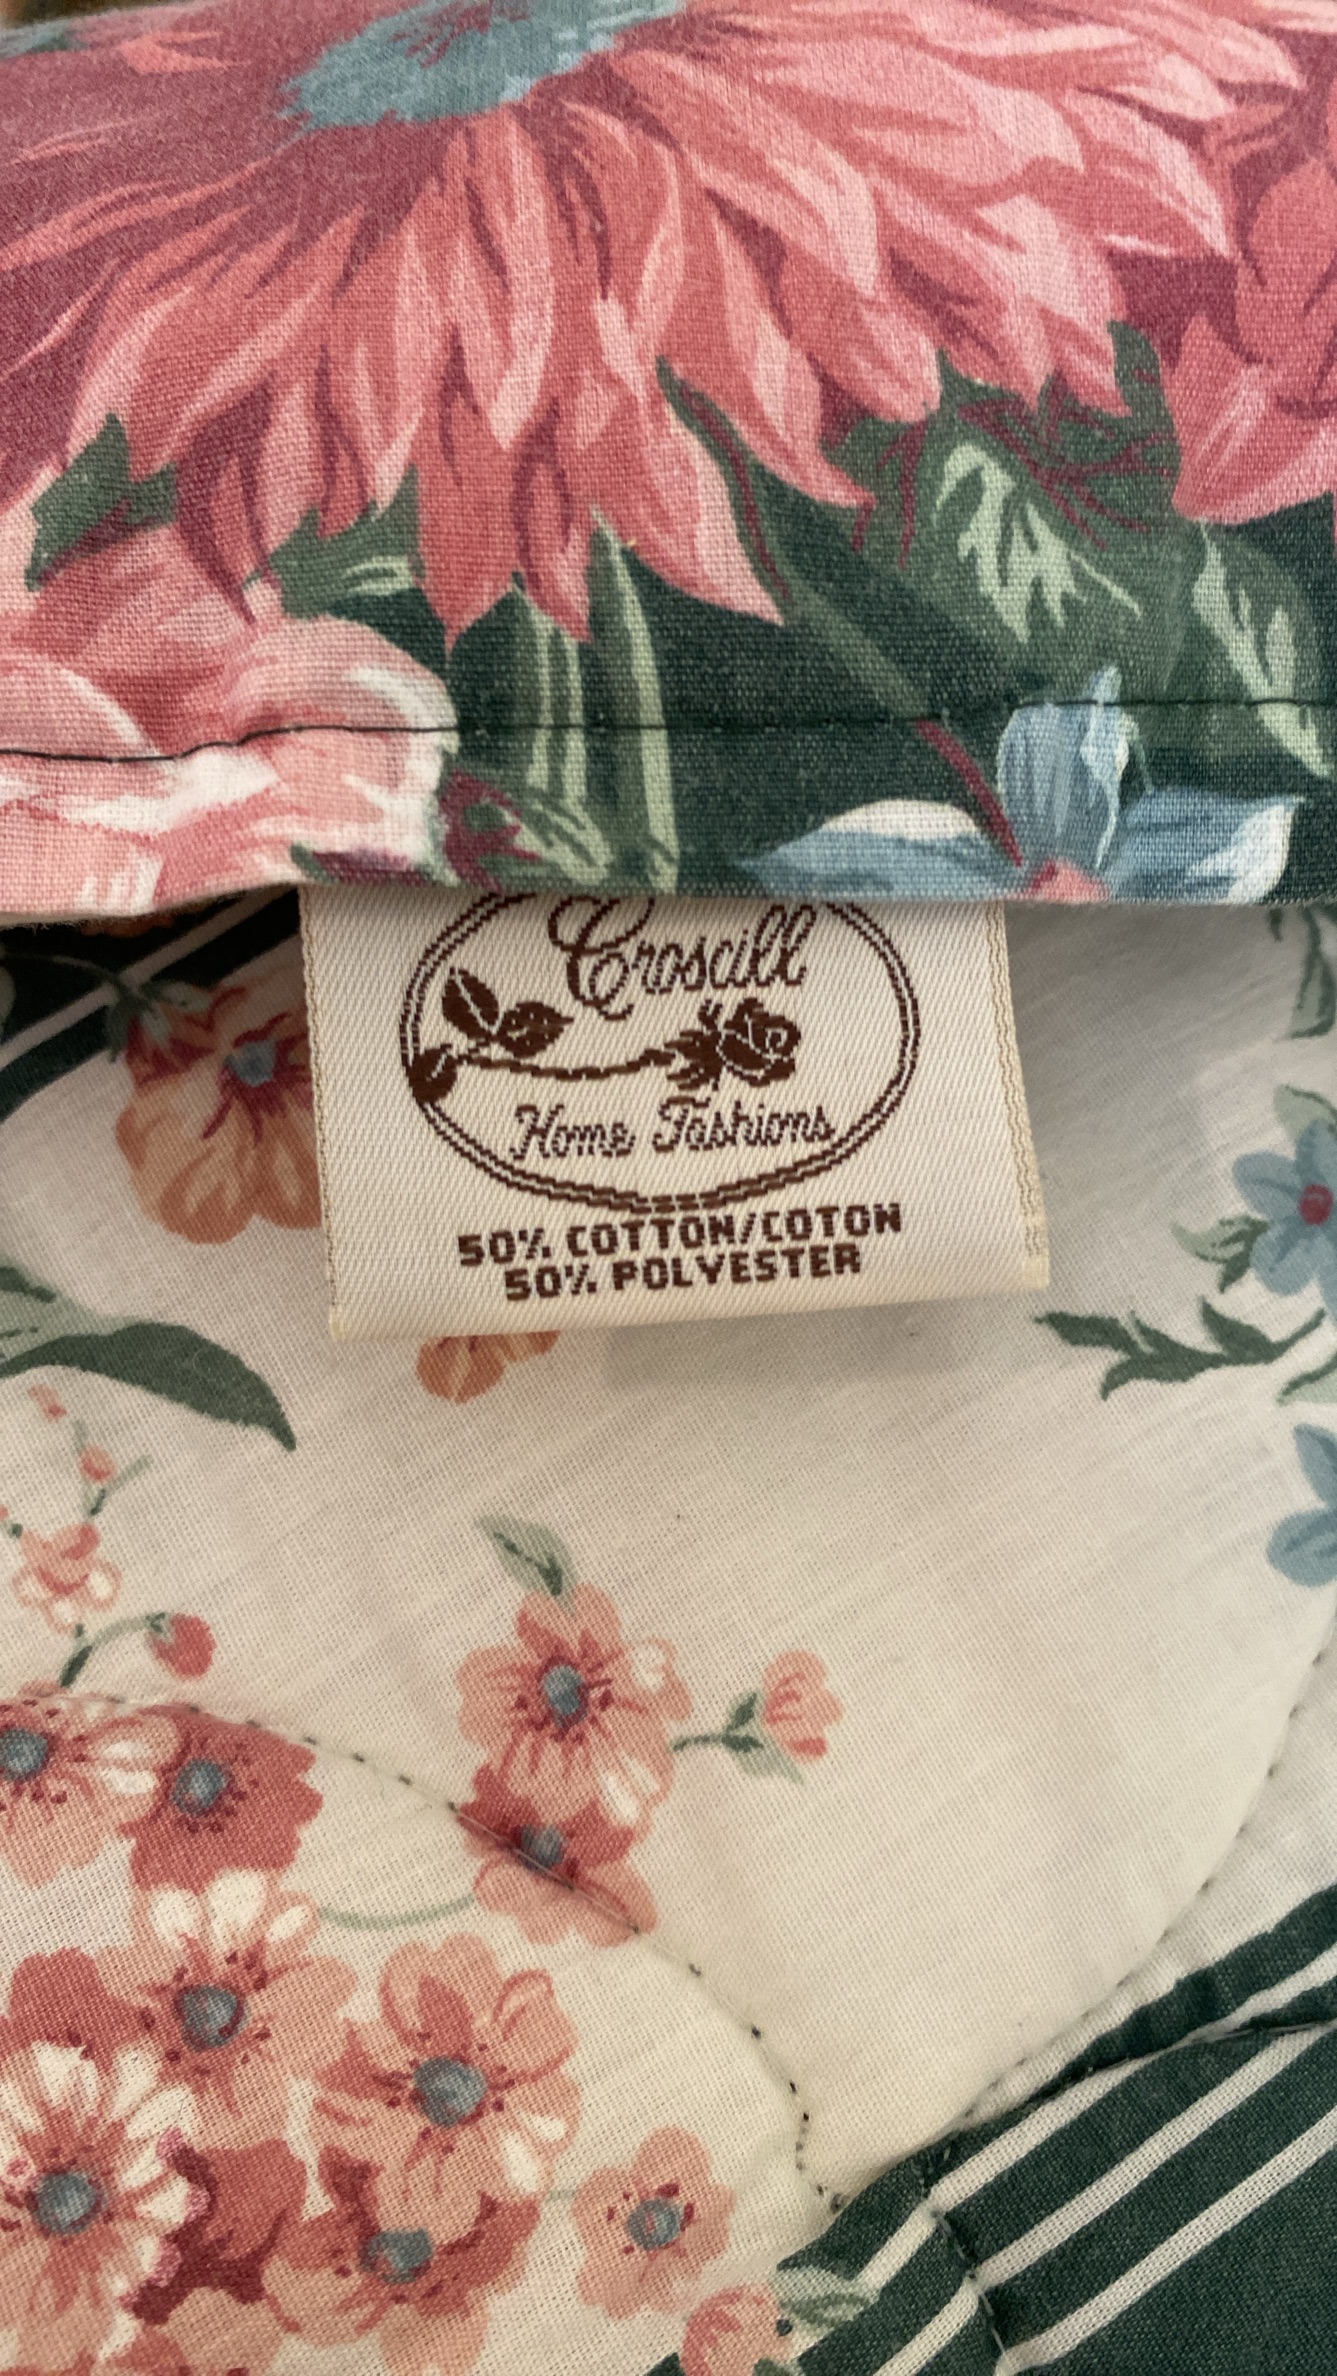 Croscill
Home Fashions
50% COTTON/COTON
50% POLYESTER